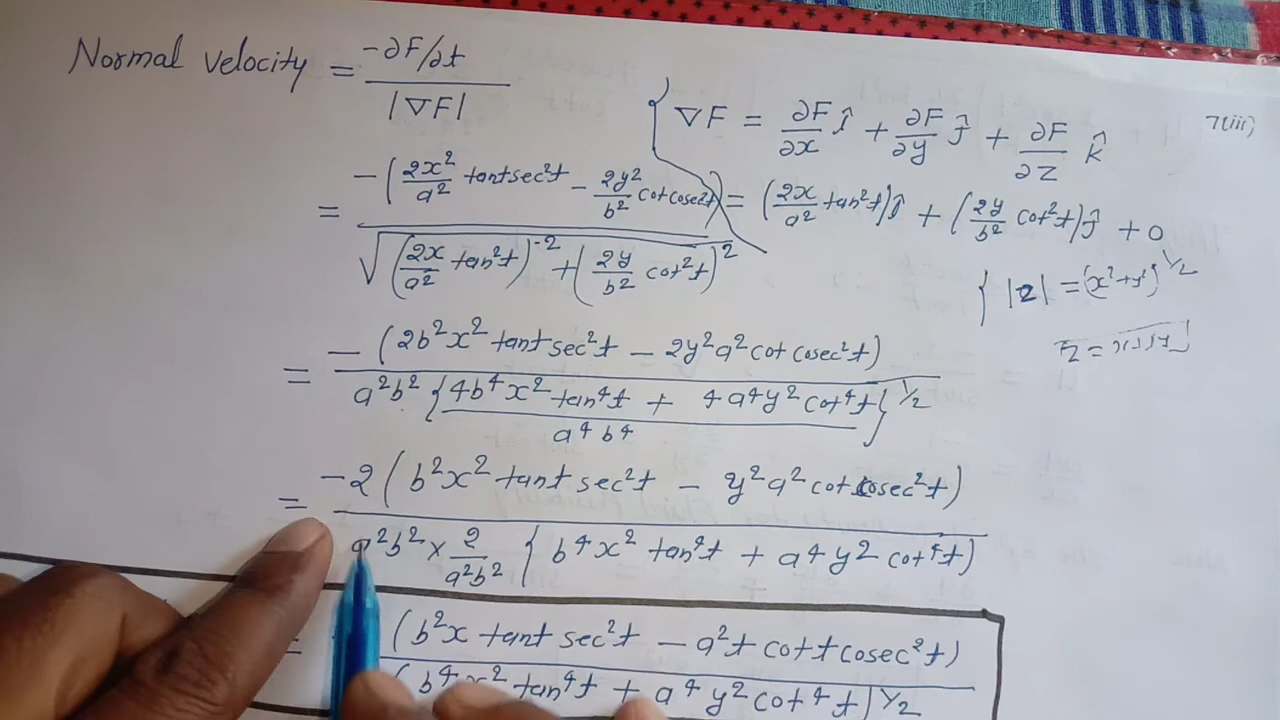 Normal velocity = -∂F/∂t / |∇F|
{ ∇F = ∂F/∂x î + ∂F/∂y ĵ + ∂F/∂z k̂
7(iii)
= -(2x²/a² tant sec²t - 2y²/b² cot cosec²t) / √((2x/a² tan²t)⁻² + (2y/b² cot²t)²
= (2x/a² tan²t)î + (2y/b² cot²t)ĵ + 0
{ |z| = (x²+y²)^1/2
= -(2b²x² tant sec²t - 2y²a² cot cosec²t) / a²b² {4b⁴x² tan⁴t + 4a⁴y² cot⁴t / a⁴b⁴}^1/2
= -2(b²x² tant sec²t - y²a² cot cosec²t) / a²b² × 2/a²b² {b⁴x² tan⁴t + a⁴y² cot⁴t)
= (b²x tant sec²t - a²t cott cosec²t) / (b⁴x² tan⁴t + a⁴y² cot⁴t)^1/2